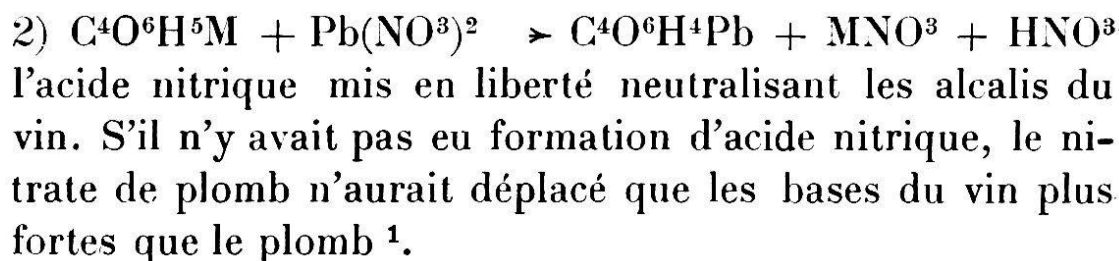 2) C⁴O⁶H⁵M + Pb(NO³)² ➤ C⁴O⁶H⁴Pb + MNO³ + HNO³
l'acide nitrique mis en liberté neutralisant les alcalis du
vin. S'il n'y avait pas eu formation d'acide nitrique, le ni-
trate de plomb n'aurait déplacé que les bases du vin plus
fortes que le plomb ¹.